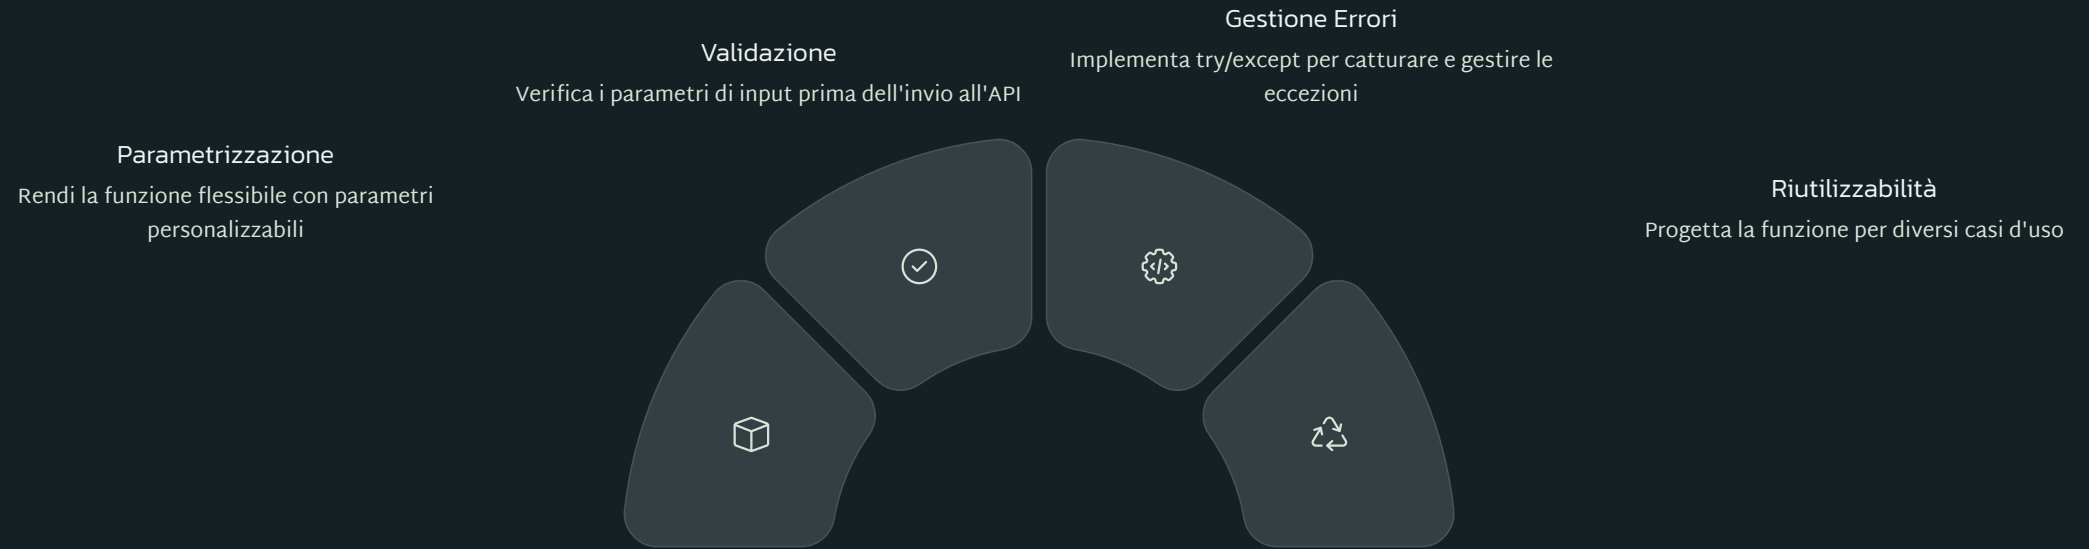 Parametrizzazione
Rendi la funzione flessibile con parametri
personalizzabili
Validazione
Verifica i parametri di input prima dell'invio all'API
Gestione Errori
Implementa try/except per catturare e gestire le
eccezioni
Riutilizzabilità
Progetta la funzione per diversi casi d'uso